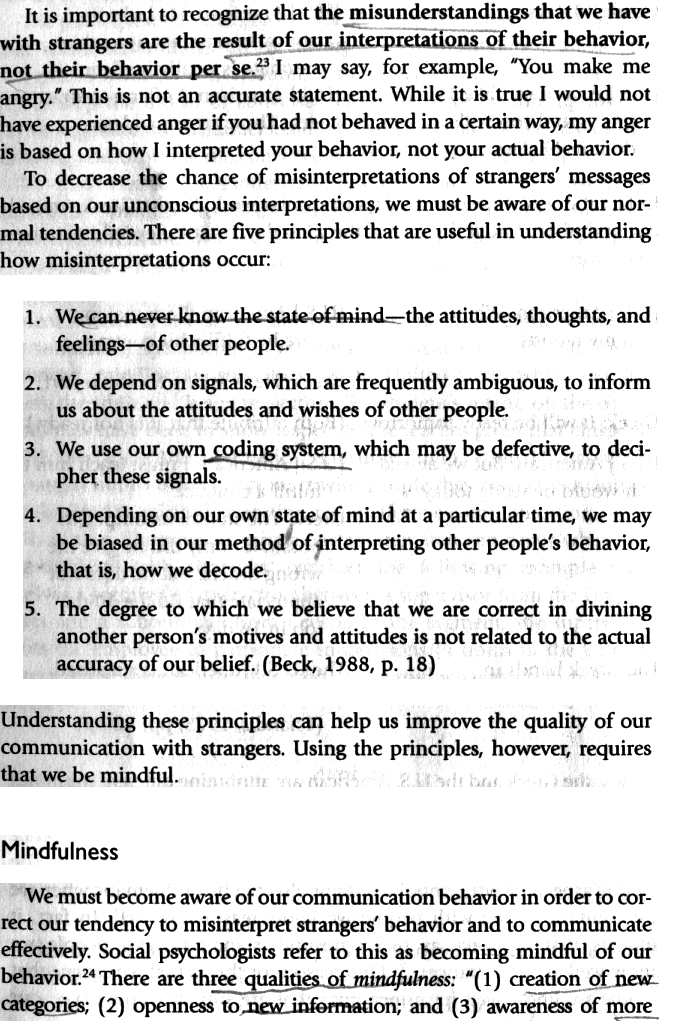 It is important to recognize that the misunderstandings that we have
with strangers are the result of our interpretations of their behavior,
not their behavior per se.23 I may say, for example, "You make me
angry." This is not an accurate statement. While it is true I would not
have experienced anger if you had not behaved in a certain way, my anger
is based on how I interpreted your behavior, not your actual behavior.
To decrease the chance of misinterpretations of strangers' messages
based on our unconscious interpretations, we must be aware of our nor-
mal tendencies. There are five principles that are useful in understanding
how misinterpretations occur:
1. We can never know the state of mind—the attitudes, thoughts, and
feelings—of other people.
2. We depend on signals, which are frequently ambiguous, to inform
us about the attitudes and wishes of other people.
3. We use our own coding system, which may be defective, to deci-
pher these signals.
4. Depending on our own state of mind at a particular time, we may
be biased in our method of interpreting other people's behavior,
that is, how we decode.
5. The degree to which we believe that we are correct in divining
another person's motives and attitudes is not related to the actual
accuracy of our belief. (Beck, 1988, p. 18)
Understanding these principles can help us improve the quality of our
communication with strangers. Using the principles, however, requires
that we be mindful.
Mindfulness
We must become aware of our communication behavior in order to cor-
rect our tendency to misinterpret strangers' behavior and to communicate
effectively. Social psychologists refer to this as becoming mindful of our
behavior.24 There are three qualities of mindfulness: "(1) creation of new
categories; (2) openness to new information; and (3) awareness of more